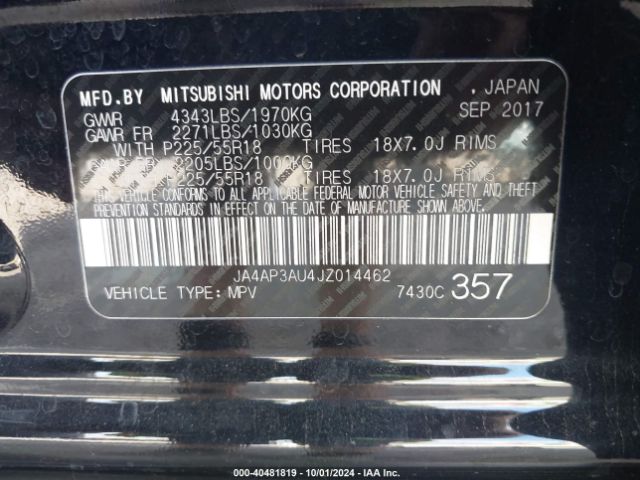 MFD.BY MITSUBISHI MOTORS CORPORATION . JAPAN
GVWR 4343LBS/1970KG SEP 2017
GAWR FR 2271LBS/1030KG
WITH P225/55R18 TIRES 18X7.0J RIMS
2205LBS/1000KG
P225/55R18 TIRES 18X7.0J RIMS
THIS VEHICLE CONFORMS TO ALL APPLICABLE FEDERAL MOTOR VEHICLE SAFETY AND THEFT
PREVENTION STANDARDS IN EFFECT ON THE DATE OF MANUFACTURE SHOWN ABOVE.
JA4AP3AU4JZ014462
VEHICLE TYPE: MPV 7430C 357
000-40481819 - 10/01/2024 - IAA Inc.